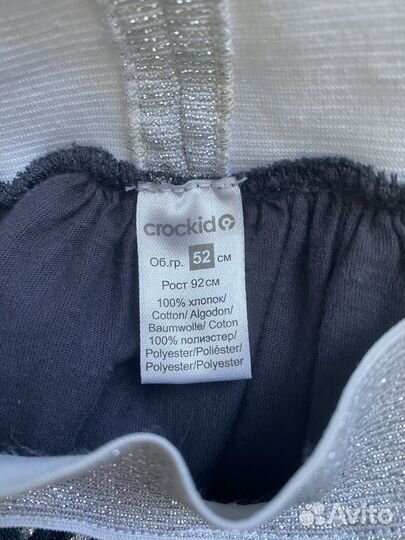 crockid
Об.гр. 52 см
Рост 92см
100% хлопок/
Cotton/ Algodon/
Baumwolle/ Coton
100% полиэстер/
Polyester/Poliéster/
Polyester/Polyester
Avito